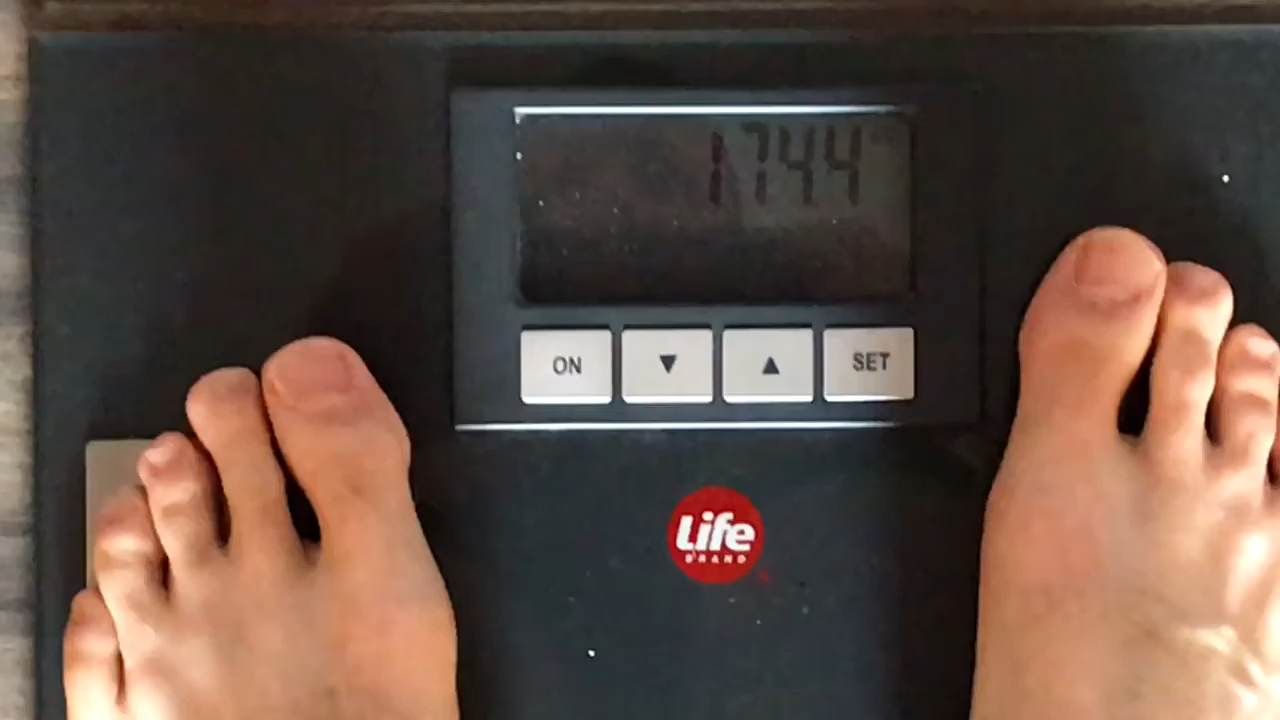 1744
ON ▼ ▲ SET
Life
BRAND